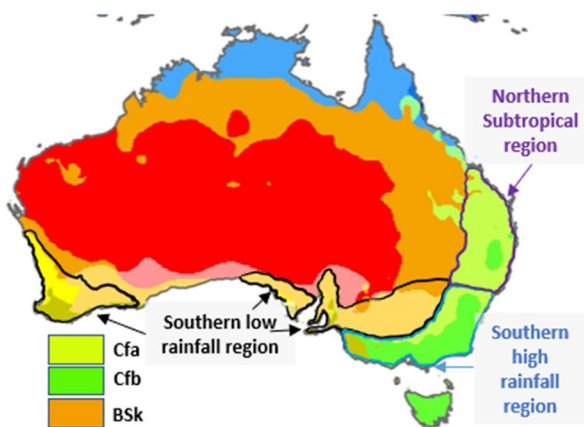 Northern
Subtropical
region
Southern low
rainfall region
Southern
high
rainfall
region
Cfa
Cfb
BSk